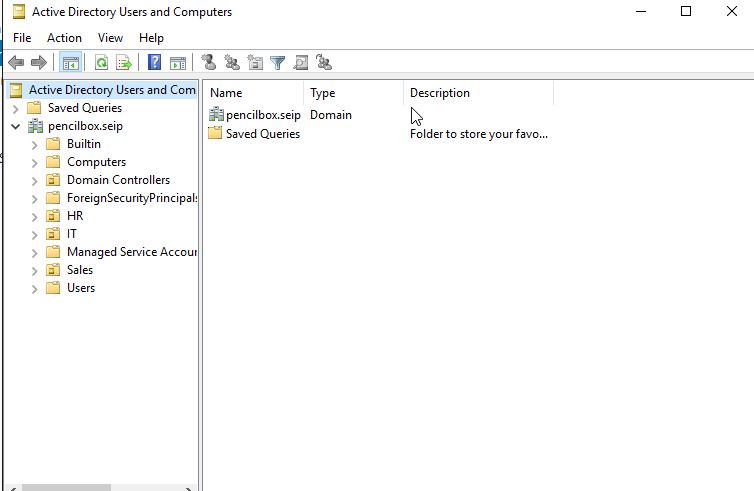 Active Directory Users and Computers
File Action View Help
Active Directory Users and Com
Saved Queries
pencilbox.seip
Builtin
Computers
Domain Controllers
ForeignSecurityPrincipals
HR
IT
Managed Service Accour
Sales
Users
Name Type Description
pencilbox.seip Domain
Saved Queries Folder to store your favo...